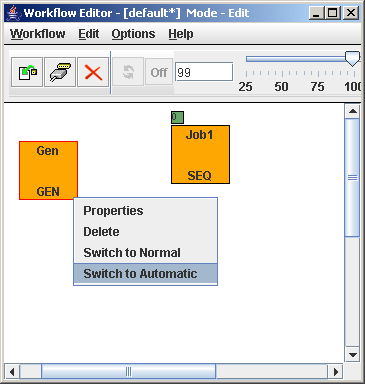 Workflow Editor - [default*] Mode - Edit
Workflow Edit Options Help
Off 99
25 50 75 100
0
Gen
Job1
GEN
SEQ
Properties
Delete
Switch to Normal
Switch to Automatic